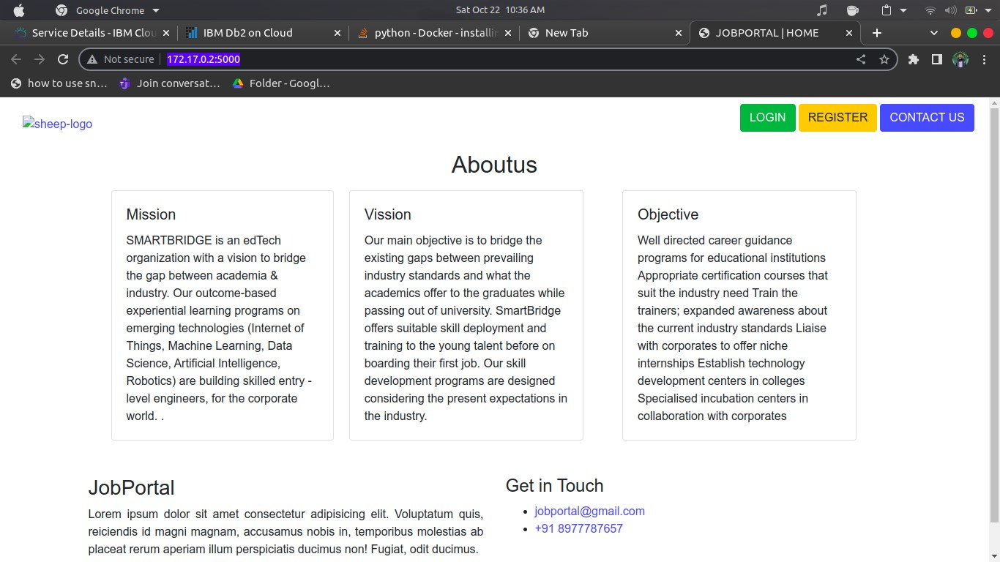 Google Chrome
Sat Oct 22 10:36 AM
Service Details - IBM Clou
IBM Db2 on Cloud
python - Docker - installin
New Tab
JOBPORTAL | HOME
Not secure
172.17.0.2:5000
how to use sn…
Join conversat…
Folder - Googl…
sheep-logo
LOGIN
REGISTER
CONTACT US
Aboutus
Mission
SMARTBRIDGE is an edTech
organization with a vision to bridge
the gap between academia &
industry. Our outcome-based
experiential learning programs on
emerging technologies (Internet of
Things, Machine Learning, Data
Science, Artificial Intelligence,
Robotics) are building skilled entry -
level engineers, for the corporate
world. .
Vission
Our main objective is to bridge the
existing gaps between prevailing
industry standards and what the
academics offer to the graduates while
passing out of university. SmartBridge
offers suitable skill deployment and
training to the young talent before on
boarding their first job. Our skill
development programs are designed
considering the present expectations in
the industry.
Objective
Well directed career guidance
programs for educational institutions
Appropriate certification courses that
suit the industry need Train the
trainers; expanded awareness about
the current industry standards Liaise
with corporates to offer niche
internships Establish technology
development centers in colleges
Specialised incubation centers in
collaboration with corporates
JobPortal
Lorem ipsum dolor sit amet consectetur adipisicing elit. Voluptatum quis,
reiciendis id magni magnam, accusamus nobis in, temporibus molestias ab
placeat rerum aperiam illum perspiciatis ducimus non! Fugiat, odit ducimus.
Get in Touch
jobportal@gmail.com
+91 8977787657